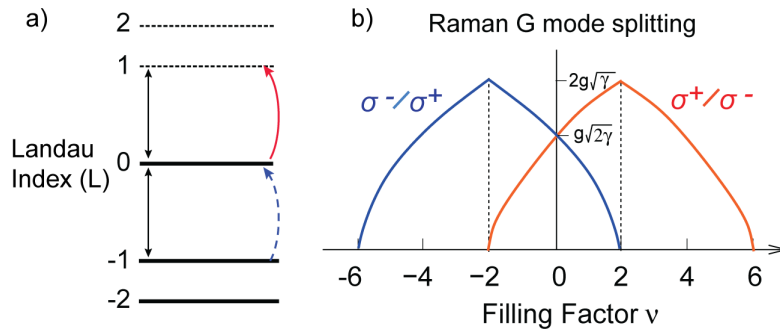 a)
2
1
0
-1
-2
Landau
Index (L)
b)
Raman G mode splitting
σ⁻/σ⁺
2g√γ
σ⁺/σ⁻
g√2γ
-6
−4
−2
0
2
4
6
Filling Factor ν